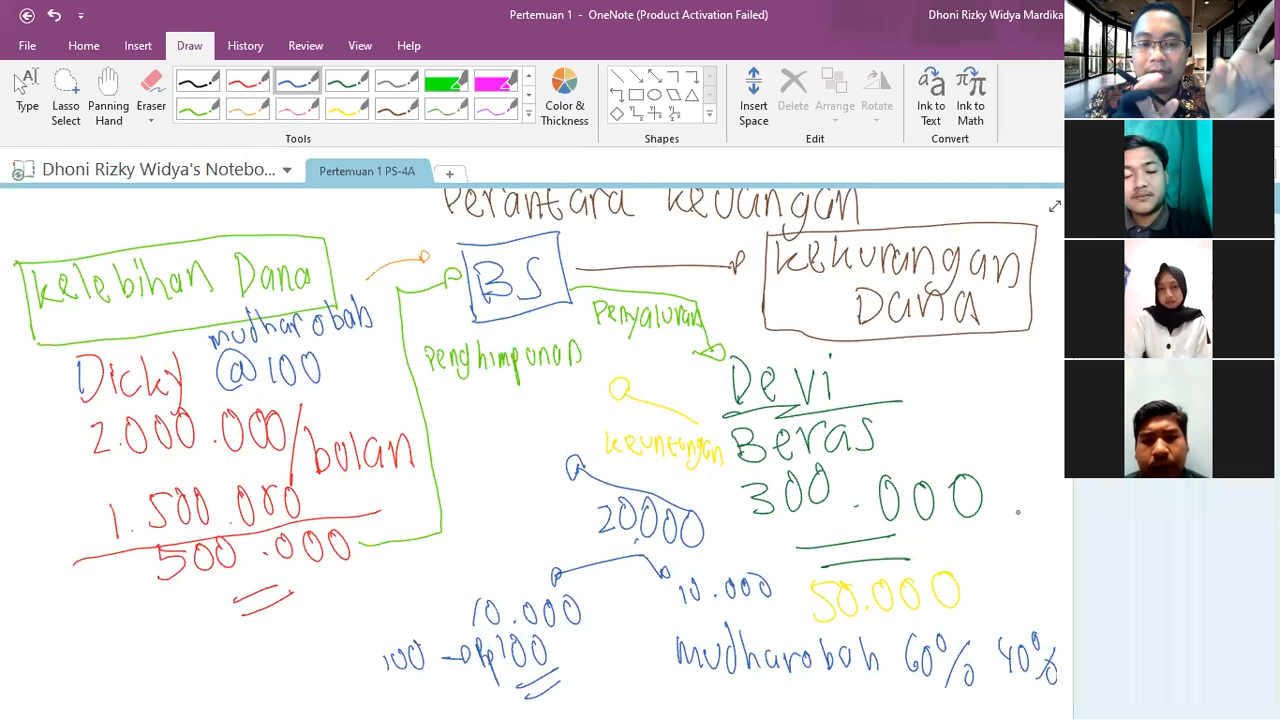 Pertemuan 1 - OneNote (Product Activation Failed)
Dhoni Rizky Widya Mardika
File Home Insert Draw History Review View Help
Type
Lasso Select
Panning Hand
Eraser
Color & Thickness
Insert Space
Delete
Arrange
Rotate
Ink to Text
Ink to Math
Tools
Shapes
Edit
Convert
Dhoni Rizky Widya's Notebo...
Pertemuan 1 PS-4A
Perantara Keuangan
Kelebihan Dana
BS
Kekurangan Dana
mudharobah
Penyaluran
Penghimpunan
Dicky @100
Devi
2.000.000/bulan
keuntungan
Beras
1.500.000
300.000
500.000
20.000
50.000
10.000
10.000
100 → Rp 100
mudharobah 60% 40%